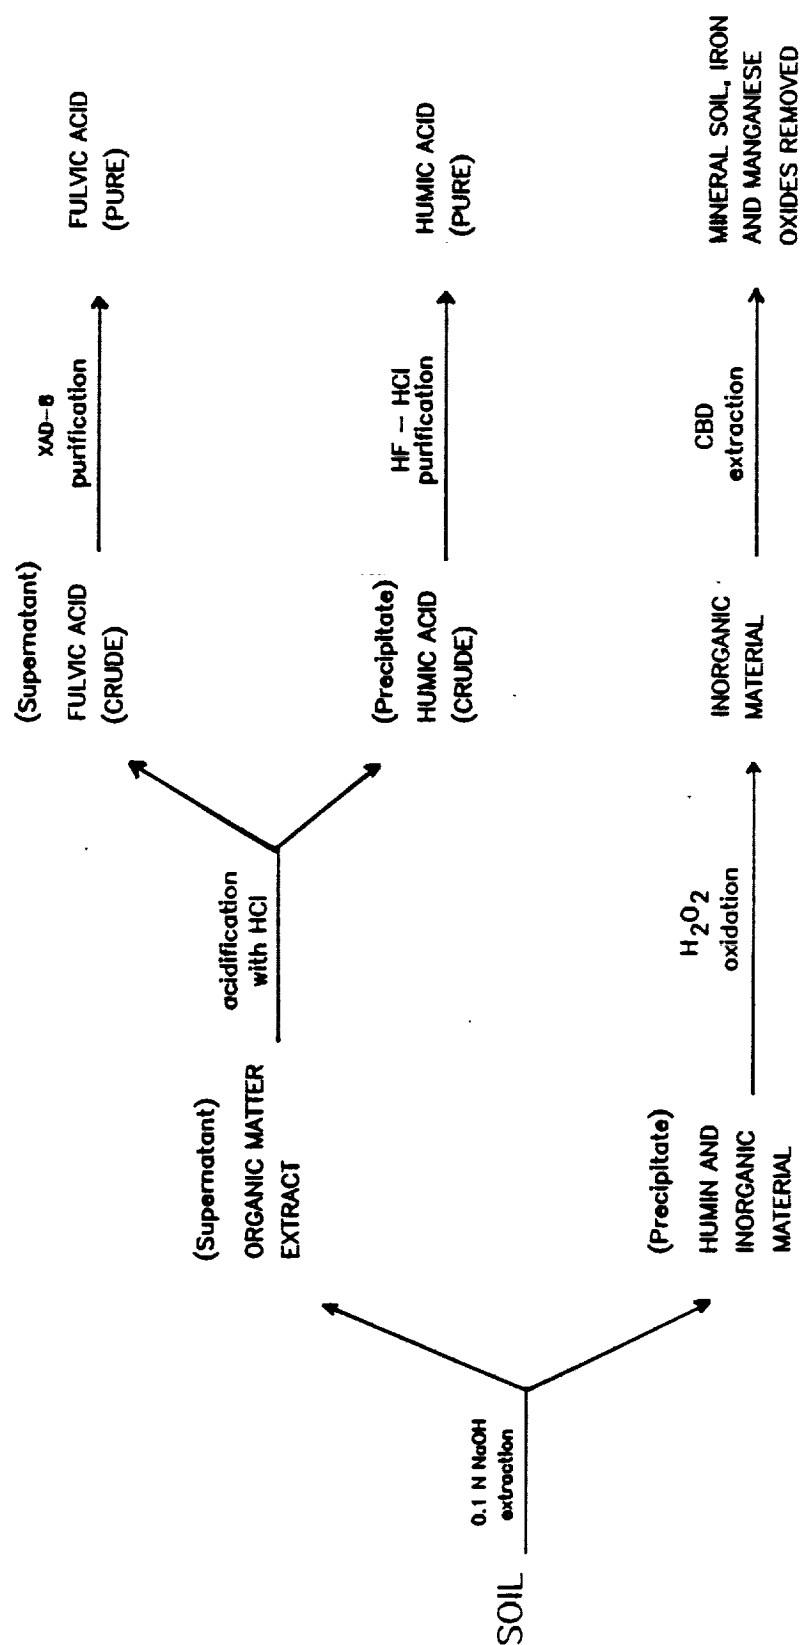 SOIL
0.1 N NaOH
extraction
(Supernatant)
ORGANIC MATTER
EXTRACT
acidification
with HCl
(Supernatant)
FULVIC ACID
(CRUDE)
XAD-8
purification
FULVIC ACID
(PURE)
(Precipitate)
HUMIC ACID
(CRUDE)
HF - HCl
purification
HUMIC ACID
(PURE)
(Precipitate)
HUMIN AND
INORGANIC
MATERIAL
H2O2
oxidation
INORGANIC
MATERIAL
CBD
extraction
MINERAL SOIL, IRON
AND MANGANESE
OXIDES REMOVED